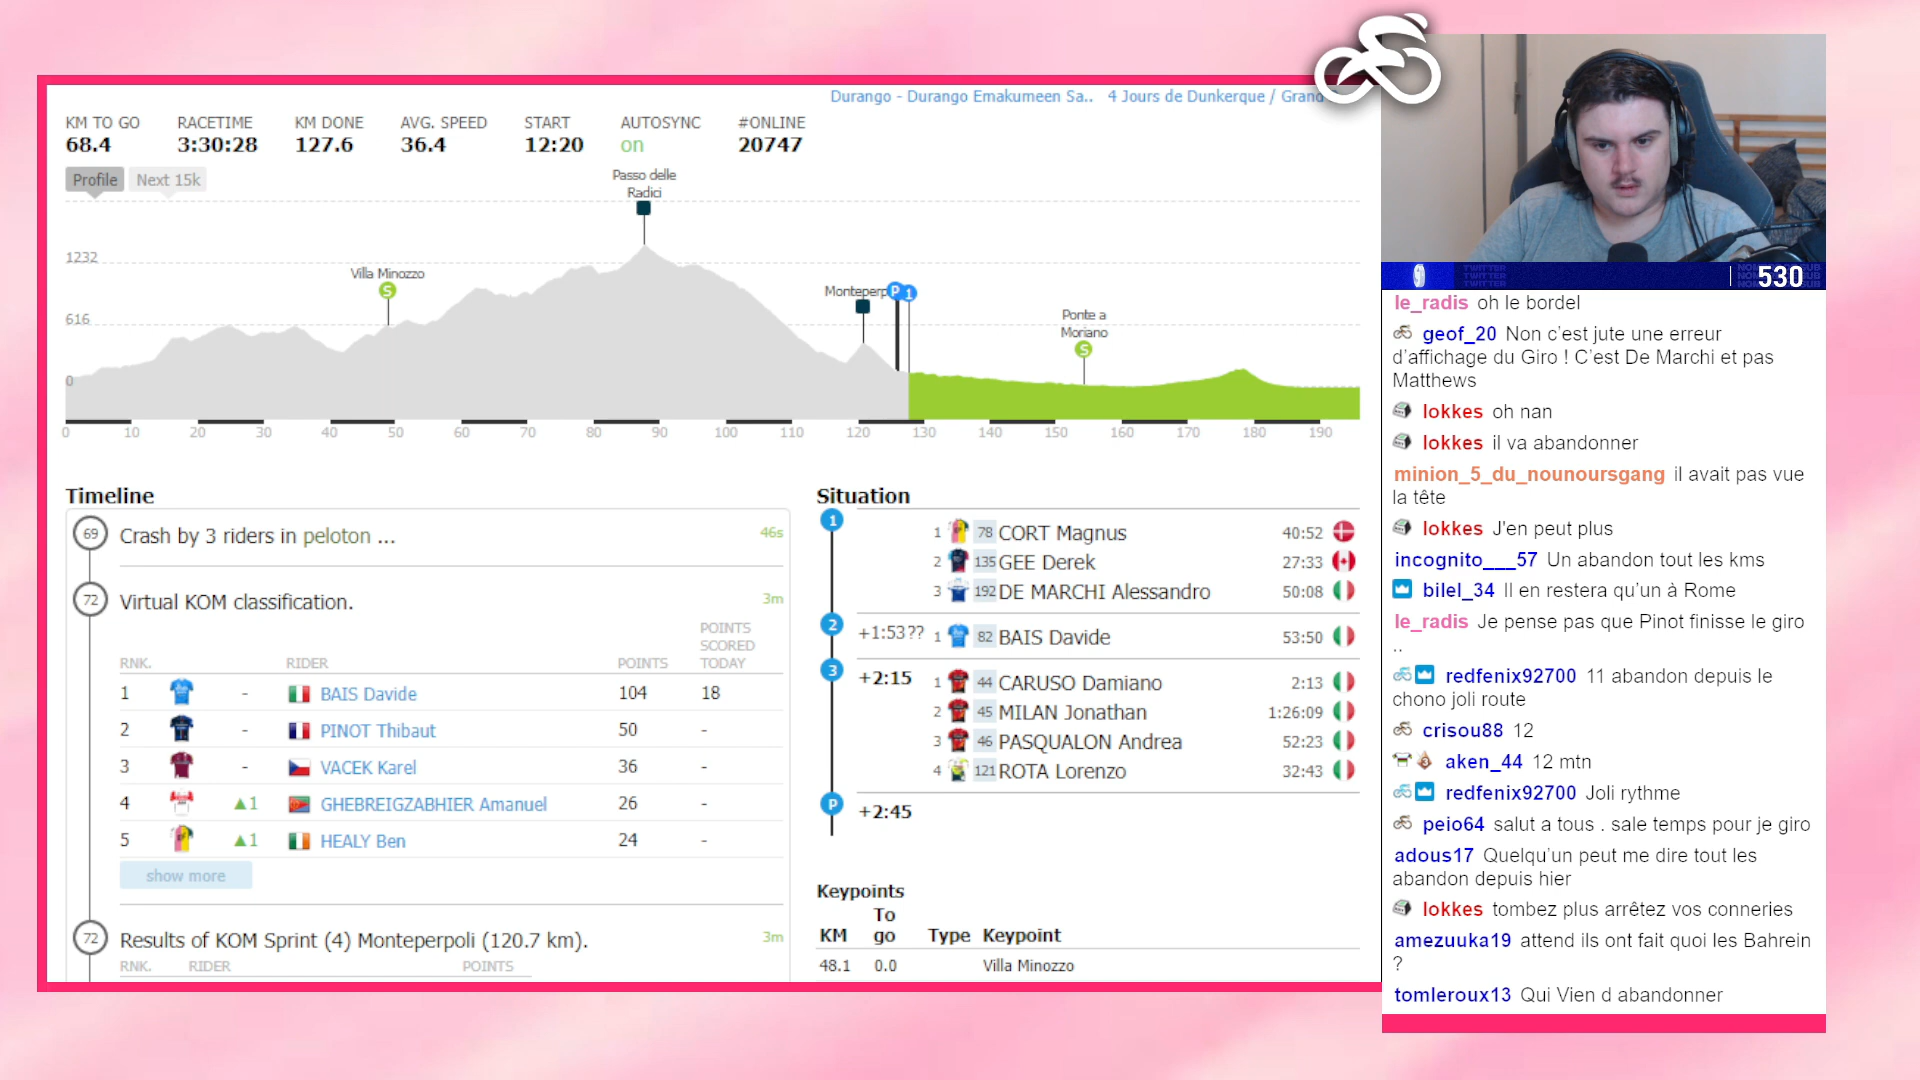 Durango - Durango Emakumeen Sa.. 4 Jours de Dunkerque / Grand
KM TO GO RACETIME KM DONE AVG. SPEED START AUTOSYNC #ONLINE
68.4 3:30:28 127.6 36.4 12:20 on 20747
Profile Next 15k
Passo delle
Radici
1232
Villa Minozzo
S
Monteperp P 1
616
Ponte a
Moriano
S
0
0 10 20 30 40 50 60 70 80 90 100 110 120 130 140 150 160 170 180 190
Timeline
69 Crash by 3 riders in peloton ... 46s
72 Virtual KOM classification. 3m
RNK. RIDER POINTS POINTS SCORED TODAY
1 - BAIS Davide 104 18
2 - PINOT Thibaut 50 -
3 - VACEK Karel 36 -
4 ▲1 GHEBREIGZABHIER Amanuel 26 -
5 ▲1 HEALY Ben 24 -
show more
72 Results of KOM Sprint (4) Monteperpoli (120.7 km). 3m
RNK. RIDER POINTS
Situation
1
1 78 CORT Magnus 40:52
2 135 GEE Derek 27:33
3 192 DE MARCHI Alessandro 50:08
2 +1:53?? 1 82 BAIS Davide 53:50
3 +2:15 1 44 CARUSO Damiano 2:13
2 45 MILAN Jonathan 1:26:09
3 46 PASQUALON Andrea 52:23
4 121 ROTA Lorenzo 32:43
P +2:45
Keypoints
KM To go Type Keypoint
48.1 0.0 Villa Minozzo
TWITTER
TWITTER
TWITTER
530
le_radis oh le bordel
geof_20 Non c’est jute une erreur
d’affichage du Giro ! C’est De Marchi et pas
Matthews
lokkes oh nan
lokkes il va abandonner
minion_5_du_nounoursgang il avait pas vue
la tête
lokkes J'en peut plus
incognito___57 Un abandon tout les kms
bilel_34 Il en restera qu’un à Rome
le_radis Je pense pas que Pinot finisse le giro
..
redfenix92700 11 abandon depuis le
chono joli route
crisou88 12
aken_44 12 mtn
redfenix92700 Joli rythme
peio64 salut a tous . sale temps pour je giro
adous17 Quelqu’un peut me dire tout les
abandon depuis hier
lokkes tombez plus arrêtez vos conneries
amezuuka19 attend ils ont fait quoi les Bahrein
?
tomleroux13 Qui Vien d abandonner